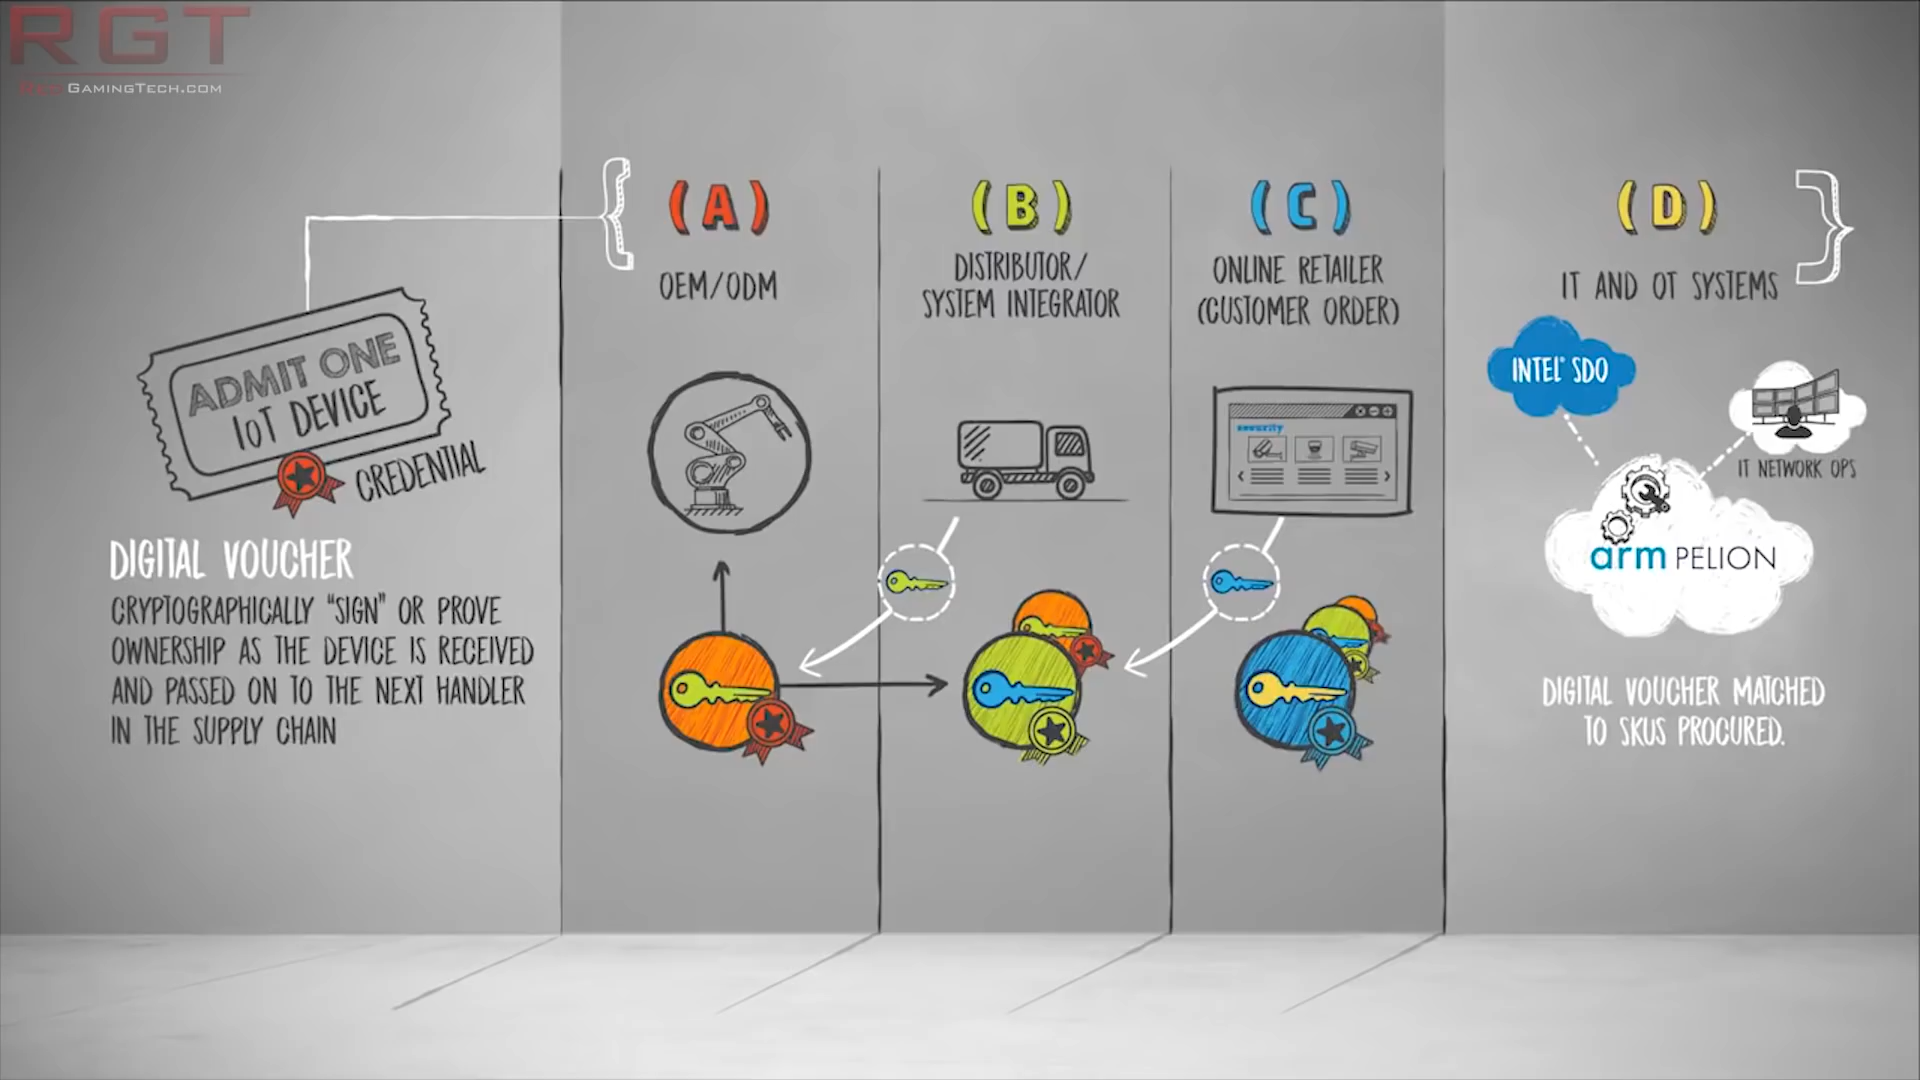 RGT
RedGamingTech.com
ADMIT ONE
IoT DEVICE
CREDENTIAL
DIGITAL VOUCHER
CRYPTOGRAPHICALLY “SIGN” OR PROVE
OWNERSHIP AS THE DEVICE IS RECEIVED
AND PASSED ON TO THE NEXT HANDLER
IN THE SUPPLY CHAIN
(A)
OEM/ODM
(B)
DISTRIBUTOR/
SYSTEM INTEGRATOR
(C)
ONLINE RETAILER
(CUSTOMER ORDER)
security
(D)
IT AND OT SYSTEMS
INTEL® SDO
IT NETWORK OPS
arm PELION
DIGITAL VOUCHER MATCHED
TO SKUS PROCURED.